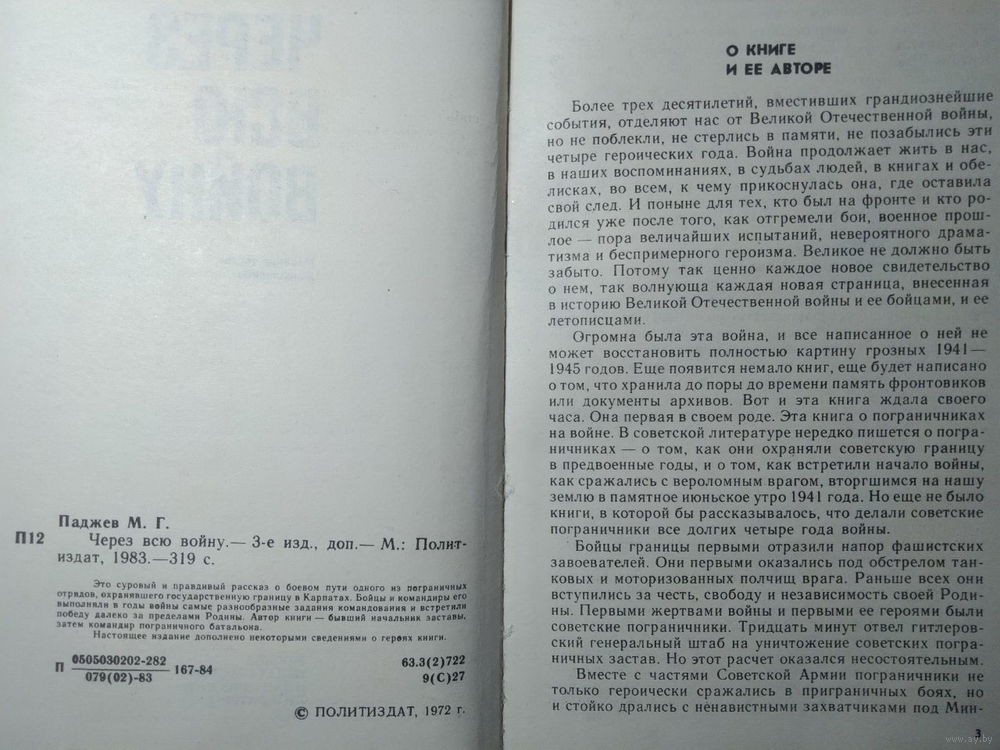 Паджев М. Г.
П12 Через всю войну.— 3-е изд., доп.— М.: Полит-
издат, 1983.—319 с.
Это суровый и правдивый рассказ о боевом пути одного из пограничных
отрядов, охранявшего государственную границу в Карпатах. Бойцы и командиры его
выполняли в годы войны самые разнообразные задания командования и встретили
победу далеко за пределами Родины. Автор книги — бывший начальник заставы,
затем командир пограничного батальона.
Настоящее издание дополнено некоторыми сведениями о героях книги.
П 0505030202-282 167-84
079(02)-83
63.3(2)722
9(С)27
© ПОЛИТИЗДАТ, 1972 г.
О КНИГЕ
И ЕЕ АВТОРЕ
Более трех десятилетий, вместивших грандиознейшие
события, отделяют нас от Великой Отечественной войны,
но не поблекли, не стерлись в памяти, не позабылись эти
четыре героических года. Война продолжает жить в нас,
в наших воспоминаниях, в судьбах людей, в книгах и обе-
лисках, во всем, к чему прикоснулась она, где оставила
свой след. И поныне для тех, кто был на фронте и кто ро-
дился уже после того, как отгремели бои, военное прош-
лое — пора величайших испытаний, невероятного драма-
тизма и беспримерного героизма. Великое не должно быть
забыто. Потому так ценно каждое новое свидетельство
о нем, так волнующа каждая новая страница, внесенная
в историю Великой Отечественной войны и ее бойцами, и ее
летописцами.
Огромна была эта война, и все написанное о ней не
может восстановить полностью картину грозных 1941—
1945 годов. Еще появится немало книг, еще будет написано
о том, что хранила до поры до времени память фронтовиков
или документы архивов. Вот и эта книга ждала своего
часа. Она первая в своем роде. Эта книга о пограничниках
на войне. В советской литературе нередко пишется о погра-
ничниках — о том, как они охраняли советскую границу
в предвоенные годы, и о том, как встретили начало войны,
как сражались с вероломным врагом, вторгшимся на нашу
землю в памятное июньское утро 1941 года. Но еще не было
книги, в которой бы рассказывалось, что делали советские
пограничники все долгих четыре года войны.
Бойцы границы первыми отразили напор фашистских
завоевателей. Они первыми оказались под обстрелом тан-
ковых и моторизованных полчищ врага. Раньше всех они
вступились за честь, свободу и независимость своей Роди-
ны. Первыми жертвами войны и первыми ее героями были
советские пограничники. Тридцать минут отвел гитлеров-
ский генеральный штаб на уничтожение советских погра-
ничных застав. Но этот расчет оказался несостоятельным.
Вместе с частями Советской Армии пограничники не
только героически сражались в приграничных боях, но
и стойко дрались с ненавистными захватчиками под Мин-
3
www.ay.by